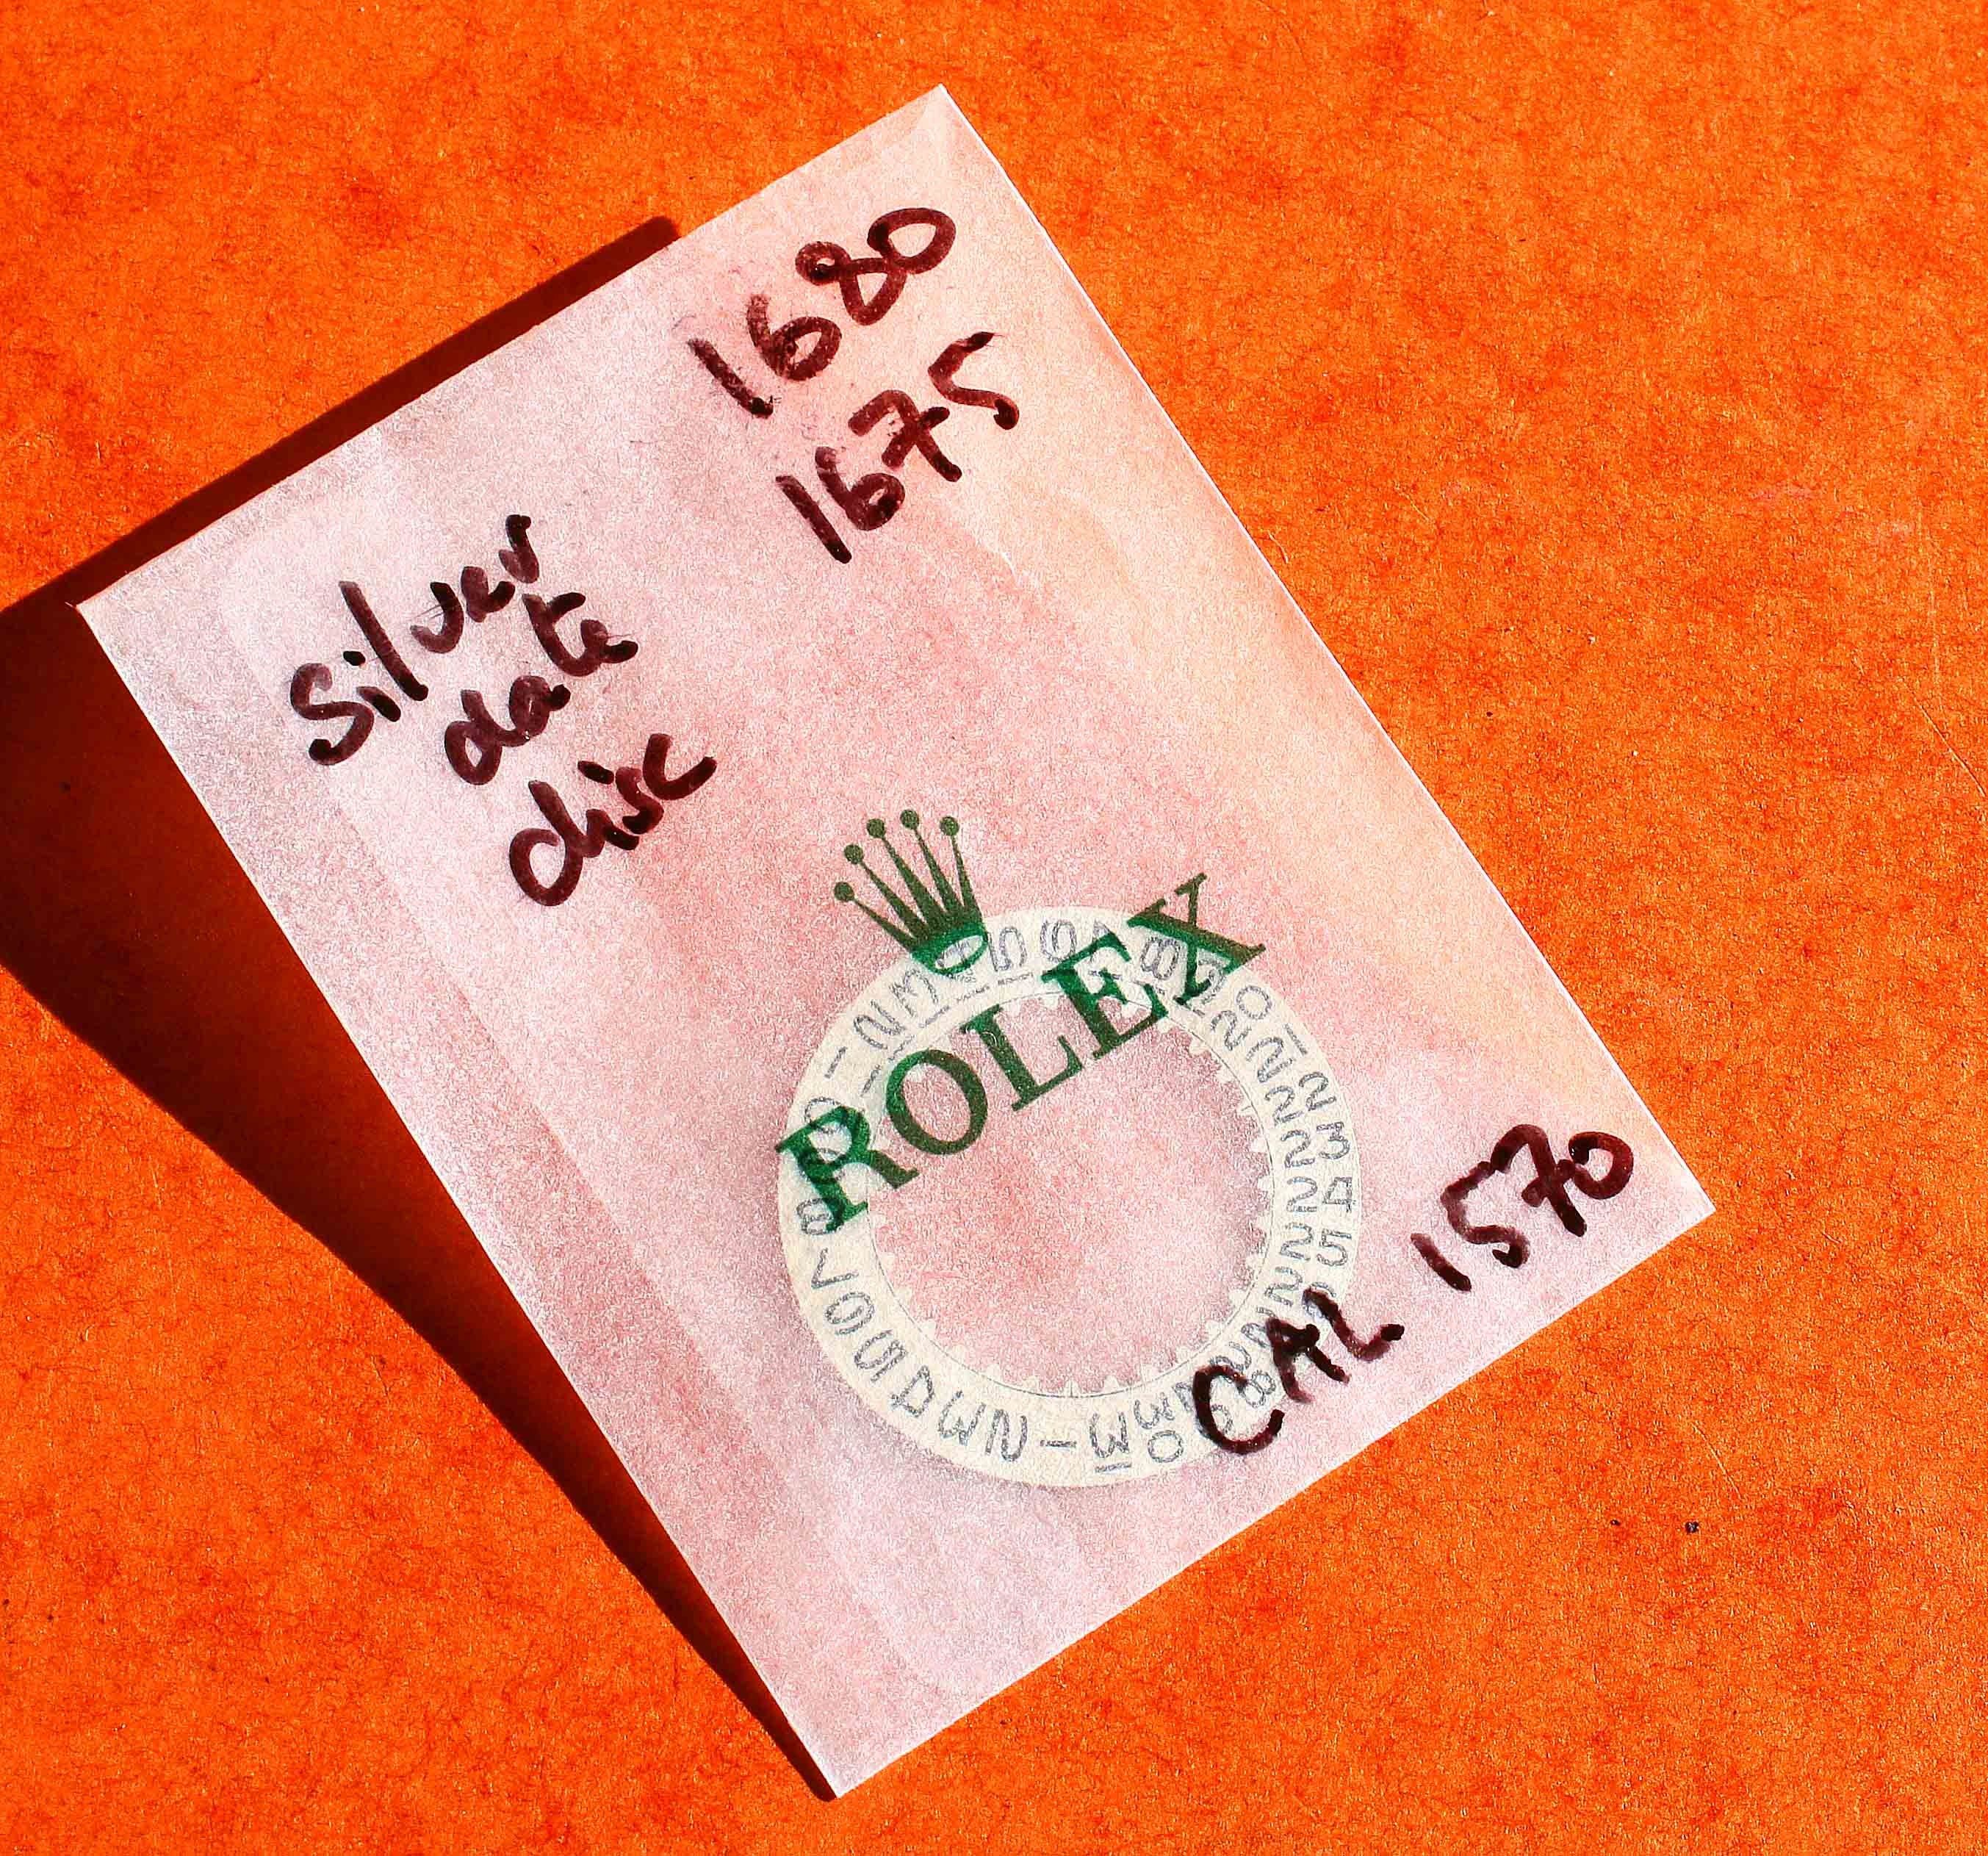 1680
1675
Silver
date
disc
ROLEX
CAL 1570